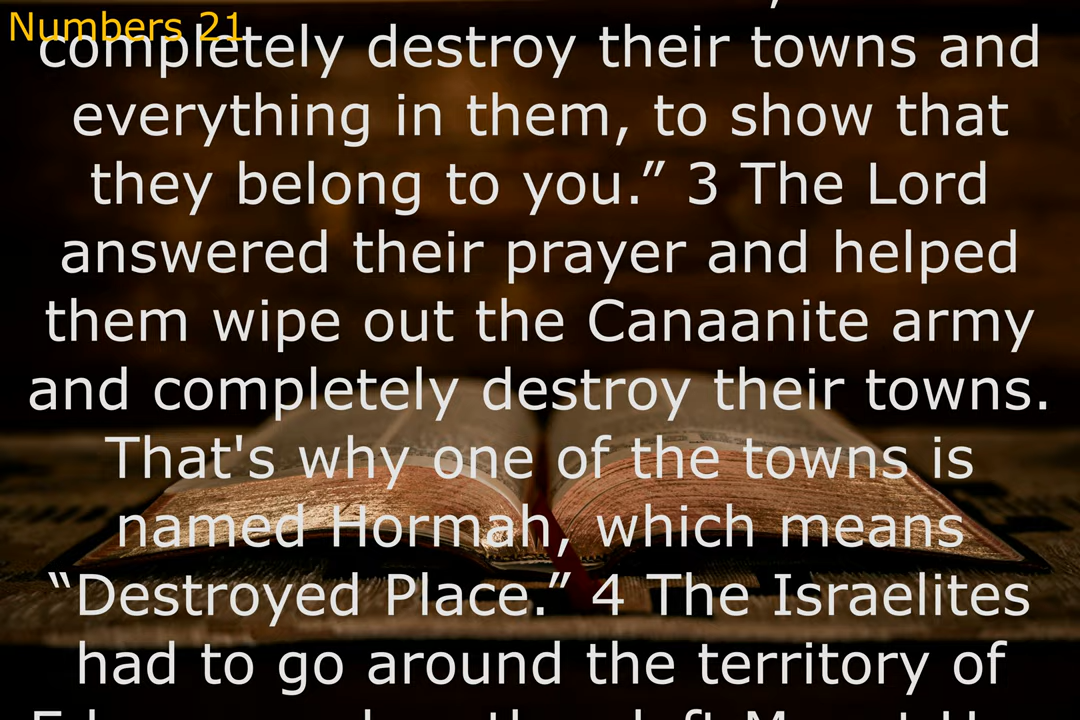 Numbers 21
completely destroy their towns and
everything in them, to show that
they belong to you.” 3 The Lord
answered their prayer and helped
them wipe out the Canaanite army
and completely destroy their towns.
That's why one of the towns is
named Hormah, which means
“Destroyed Place.” 4 The Israelites
had to go around the territory of